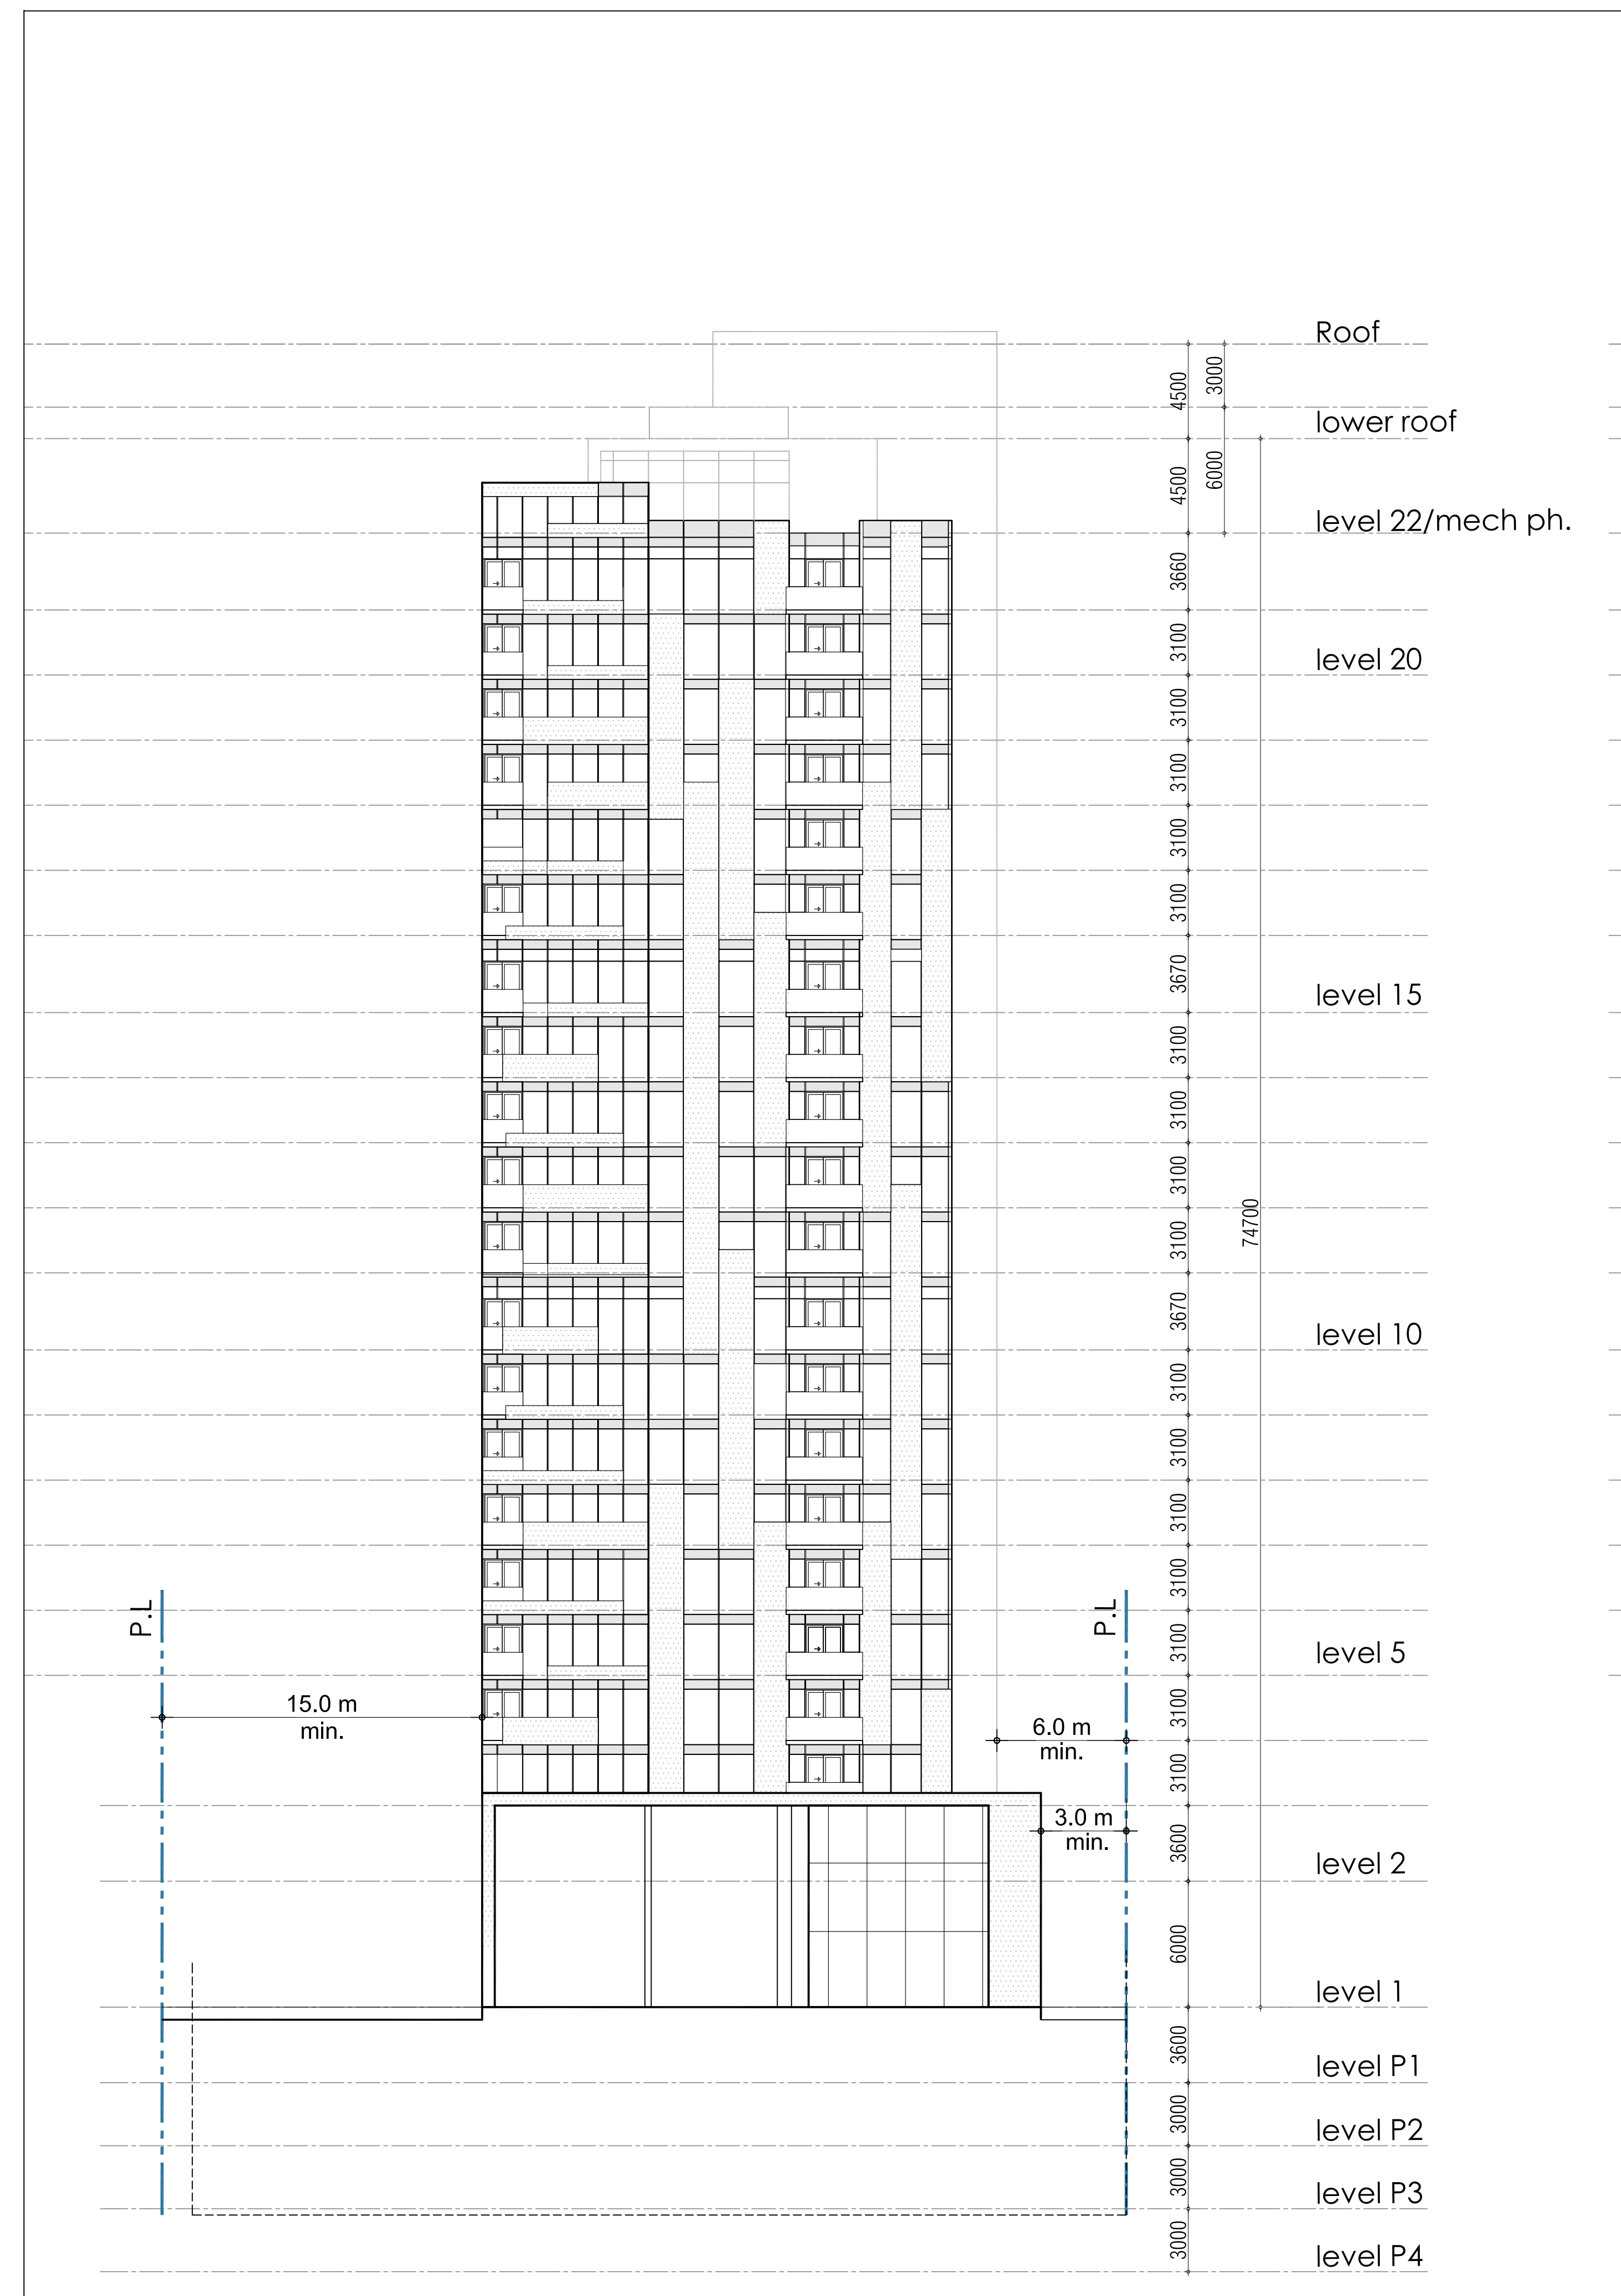 Roof
4500
3000
lower roof
4500
6000
level 22/mech ph.
3660
3100
level 20
3100
3100
3100
3100
3670
level 15
3100
3100
3100
3100
74700
3670
level 10
3100
3100
3100
3100
P.L
P.L
3100
level 5
15.0 m
min.
3100
6.0 m
min.
3100
3.0 m
min.
3600
level 2
6000
level 1
3600
level P1
3000
level P2
3000
level P3
3000
level P4